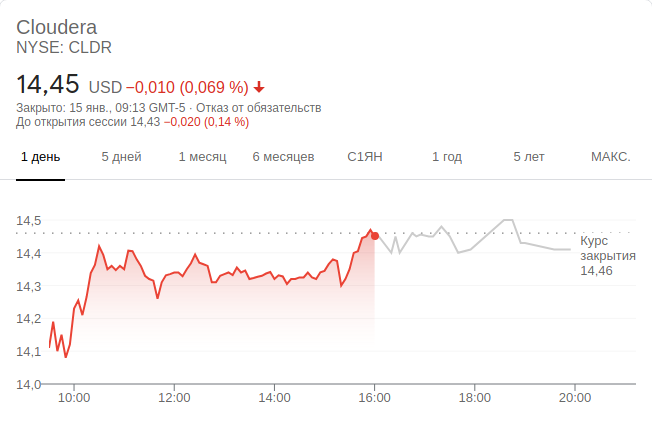 Cloudera
NYSE: CLDR
14,45 USD −0,010 (0,069 %)
Закрыто: 15 янв., 09:13 GMT-5 · Отказ от обязательств
До открытия сессии 14,43 −0,020 (0,14 %)
1 день 5 дней 1 месяц 6 месяцев С1ЯН 1 год 5 лет МАКС.
14,5
14,4
14,3
14,2
14,1
14,0
Курс
закрытия
14,46
10:00 12:00 14:00 16:00 18:00 20:00